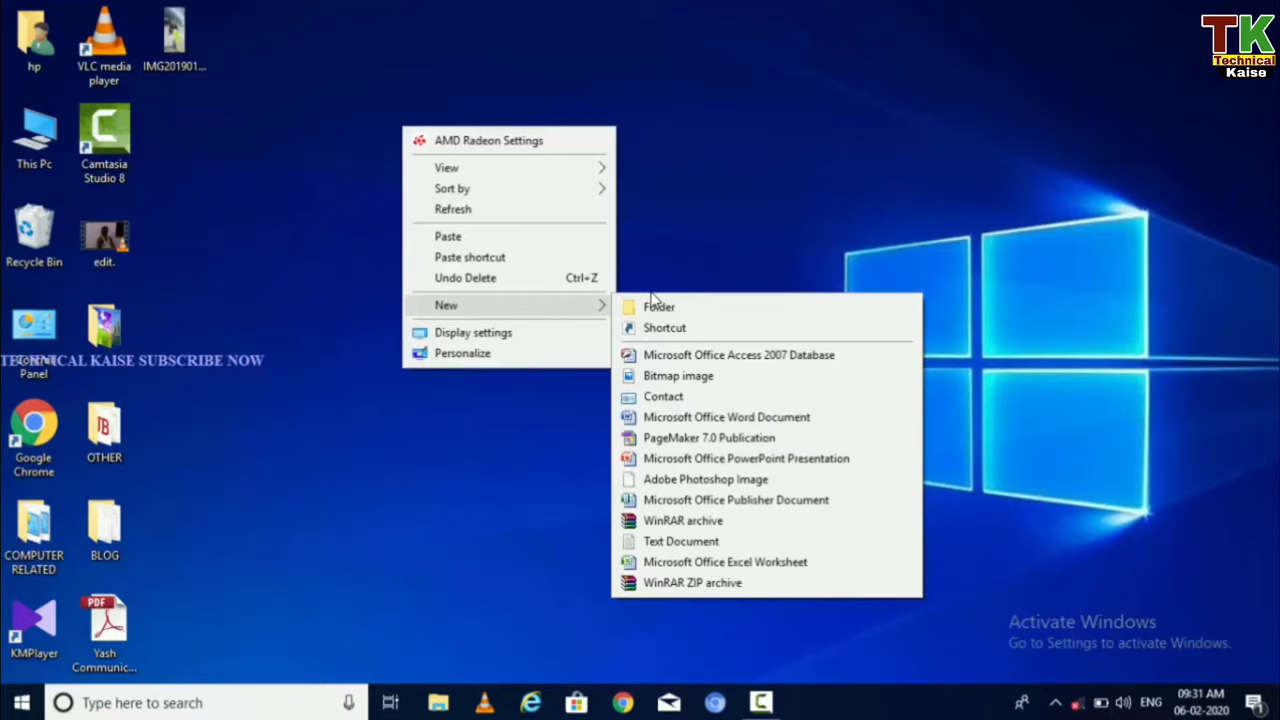 TK
Technical
Kaise
hp
VLC media
player
IMG201901...
This Pc
Camtasia
Studio 8
Recycle Bin
edit.
TECHNICAL KAISE SUBSCRIBE NOW
Control
Panel
Google
Chrome
OTHER
COMPUTER
RELATED
BLOG
KMPlayer
PDF
Yash
Communic...
AMD Radeon Settings
View
Sort by
Refresh
Paste
Paste shortcut
Undo Delete Ctrl+Z
New
Display settings
Personalize
Folder
Shortcut
Microsoft Office Access 2007 Database
Bitmap image
Contact
Microsoft Office Word Document
PageMaker 7.0 Publication
Microsoft Office PowerPoint Presentation
Adobe Photoshop Image
Microsoft Office Publisher Document
WinRAR archive
Text Document
Microsoft Office Excel Worksheet
WinRAR ZIP archive
Activate Windows
Go to Settings to activate Windows.
Type here to search
ENG
09:31 AM
06-02-2020
1